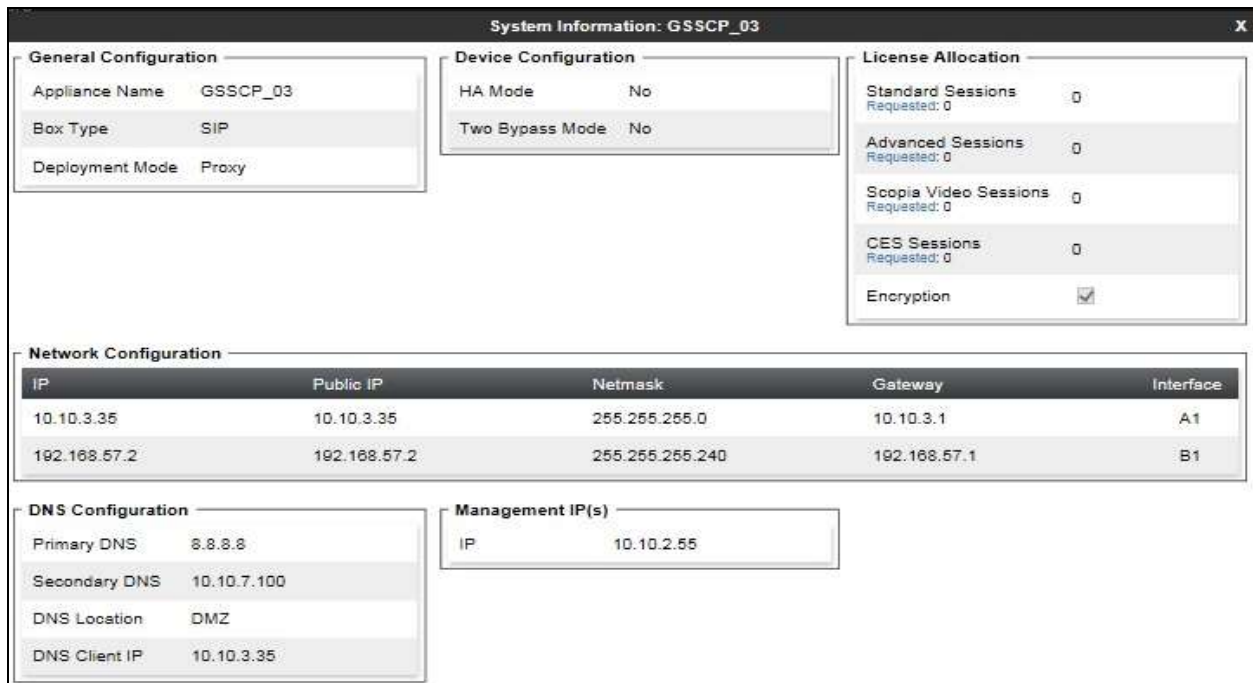 System Information: GSSCP_03
X
General Configuration
Appliance Name GSSCP_03
Box Type SIP
Deployment Mode Proxy
Device Configuration
HA Mode No
Two Bypass Mode No
License Allocation
Standard Sessions 0
Requested: 0
Advanced Sessions 0
Requested: 0
Scopia Video Sessions 0
Requested: 0
CES Sessions 0
Requested: 0
Encryption
Network Configuration
IP Public IP Netmask Gateway Interface
10.10.3.35 10.10.3.35 255.255.255.0 10.10.3.1 A1
192.168.57.2 192.168.57.2 255.255.255.240 192.168.57.1 B1
DNS Configuration
Primary DNS 8.8.8.8
Secondary DNS 10.10.7.100
DNS Location DMZ
DNS Client IP 10.10.3.35
Management IP(s)
IP 10.10.2.55